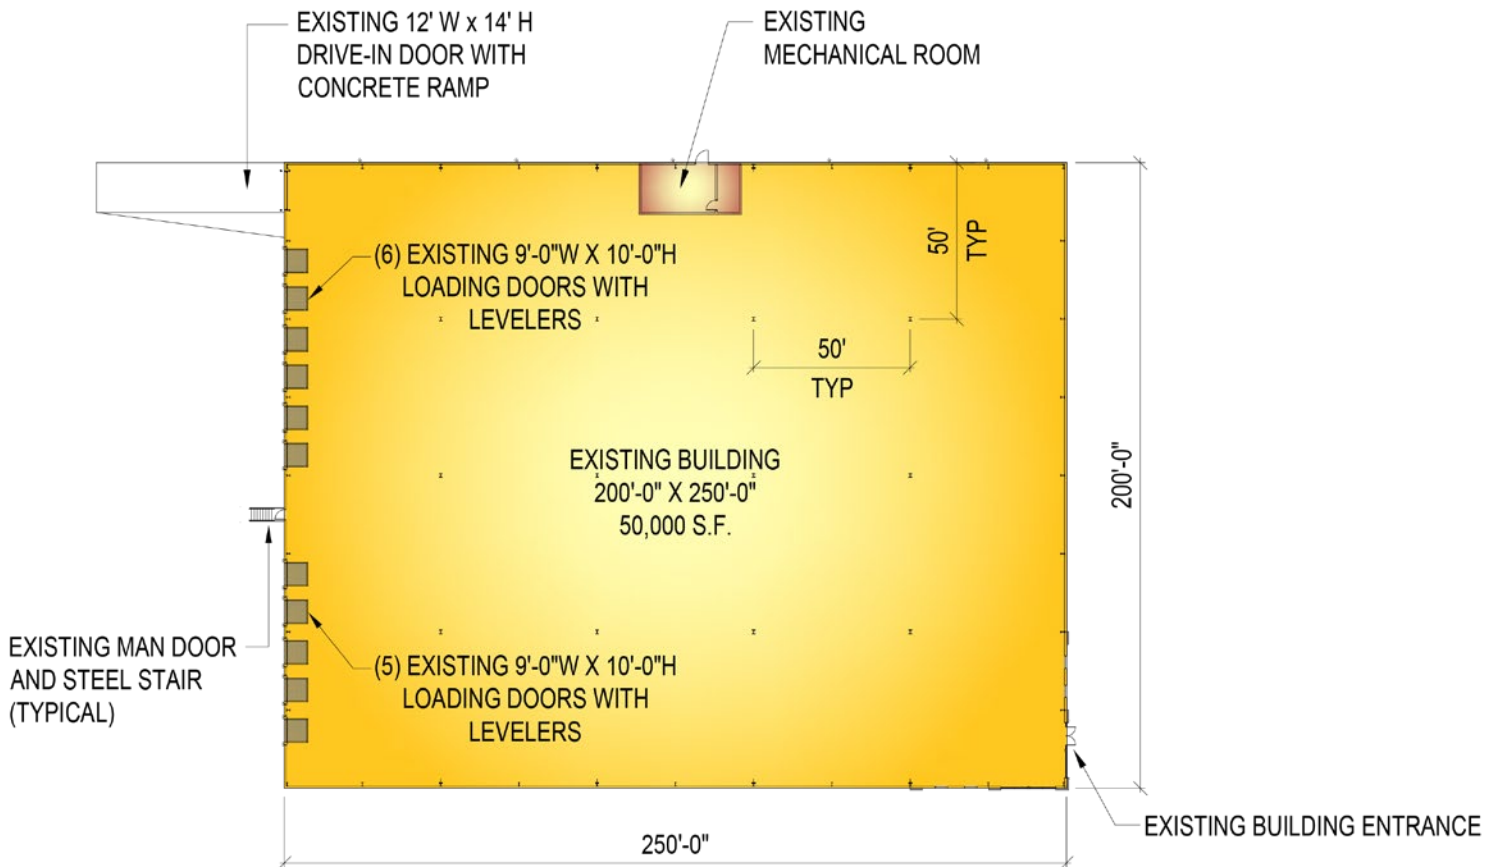 EXISTING 12' W x 14' H
DRIVE-IN DOOR WITH
CONCRETE RAMP
EXISTING
MECHANICAL ROOM
(6) EXISTING 9'-0"W X 10'-0"H
LOADING DOORS WITH
LEVELERS
50'
TYP
50'
TYP
EXISTING BUILDING
200'-0" X 250'-0"
50,000 S.F.
200'-0"
EXISTING MAN DOOR
AND STEEL STAIR
(TYPICAL)
(5) EXISTING 9'-0"W X 10'-0"H
LOADING DOORS WITH
LEVELERS
EXISTING BUILDING ENTRANCE
250'-0"